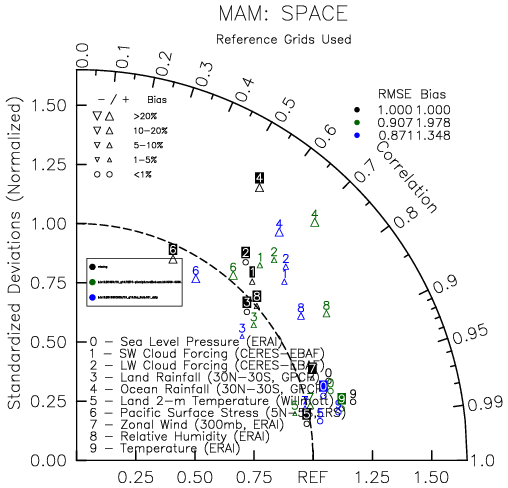 MAM: SPACE
Reference Grids Used
0.0 0.1 0.2 0.3 0.4 0.5 0.6 0.7 0.8 0.9 0.95 0.99 1.0
Correlation
RMSE Bias
1.000 1.000
0.907 1.978
0.871 1.348
- / + Bias
>20%
10-20%
5-10%
1-5%
<1%
Standardized Deviations (Normalized)
1.50
1.25
1.00
0.75
0.50
0.25
0.00
0 - Sea Level Pressure (ERAI)
1 - SW Cloud Forcing (CERES-EBAF)
2 - LW Cloud Forcing (CERES-EBAF)
3 - Land Rainfall (30N-30S, GPCP)
4 - Ocean Rainfall (30N-30S, GPCP)
5 - Land 2-m Temperature (Willmott)
6 - Pacific Surface Stress (5N-5S,ERS)
7 - Zonal Wind (300mb, ERAI)
8 - Relative Humidity (ERAI)
9 - Temperature (ERAI)
0.25 0.50 0.75 REF 1.25 1.50